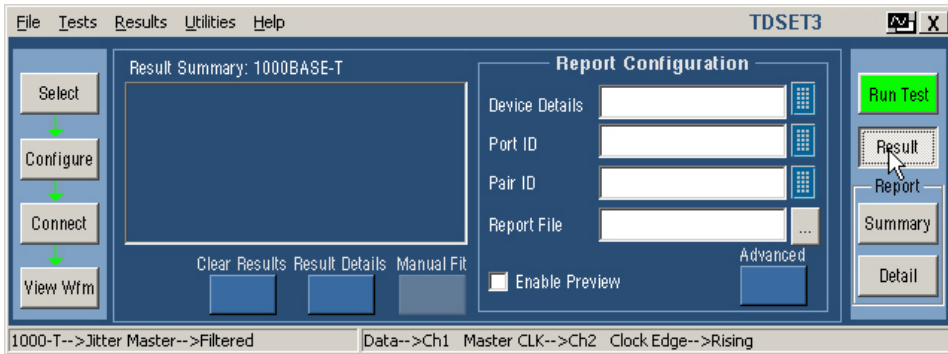 File Tests Results Utilities Help TDSET3 X
Select
Configure
Connect
View Wfm
Result Summary: 1000BASE-T
Clear Results Result Details Manual Fit
Report Configuration
Device Details
Port ID
Pair ID
Report File ...
Enable Preview
Advanced
Run Test
Result
Report
Summary
Detail
1000-T-->Jitter Master-->Filtered Data-->Ch1 Master CLK-->Ch2 Clock Edge-->Rising